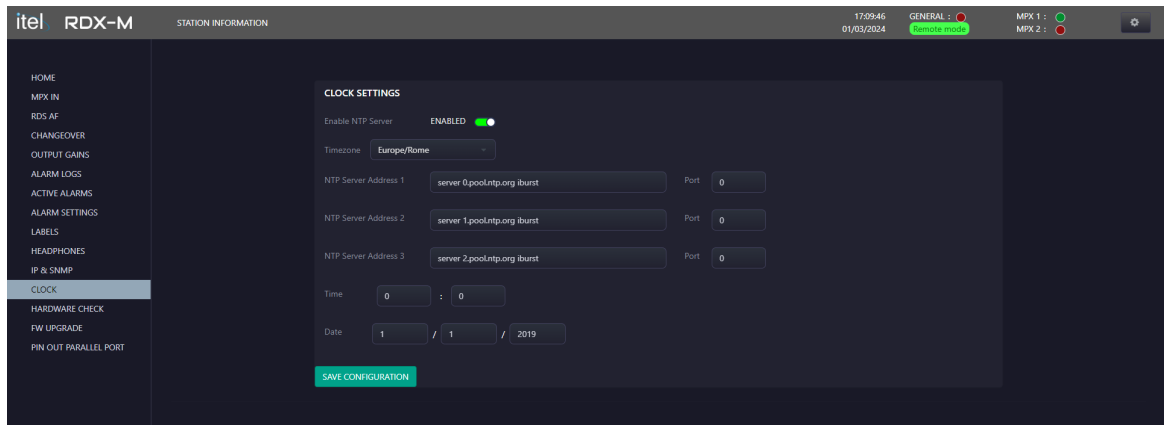 itel RDX-M STATION INFORMATION 17:09:46 GENERAL : MPX 1 :
01/03/2024 Remote mode MPX 2 :
HOME
MPX IN
RDS AF
CHANGEOVER
OUTPUT GAINS
ALARM LOGS
ACTIVE ALARMS
ALARM SETTINGS
LABELS
HEADPHONES
IP & SNMP
CLOCK
HARDWARE CHECK
FW UPGRADE
PIN OUT PARALLEL PORT
CLOCK SETTINGS
Enable NTP Server ENABLED
Timezone Europe/Rome
NTP Server Address 1 server 0.pool.ntp.org iburst Port 0
NTP Server Address 2 server 1.pool.ntp.org iburst Port 0
NTP Server Address 3 server 2.pool.ntp.org iburst Port 0
Time 0 : 0
Date 1 / 1 / 2019
SAVE CONFIGURATION